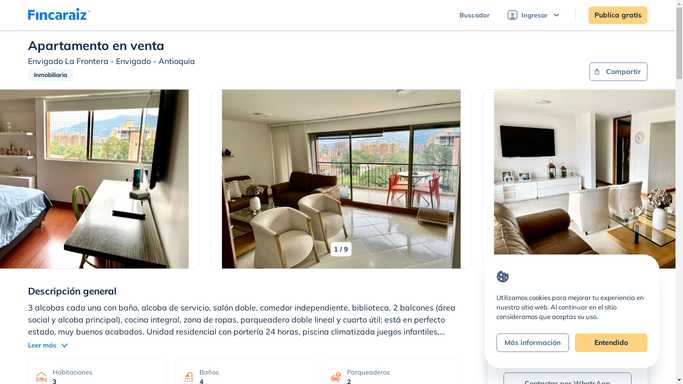 Fincaraiz
Buscador
Ingresar
Publica gratis
Apartamento en venta
Envigado La Frontera - Envigado - Antioquia
Inmobiliaria
Compartir
1 / 9
Descripción general
3 alcobas cada una con baño, alcoba de servicio, salón doble, comedor independiente, biblioteca, 2 balcones (área
social y alcoba principal), cocina integral, zona de ropas, parqueadero doble lineal y cuarto útil; está en perfecto
estado, muy buenos acabados. Unidad residencial con portería 24 horas, piscina climatizada juegos infantiles,...
Leer más
Habitaciones
3
Baños
4
Parqueaderos
2
Utilizamos cookies para mejorar tu experiencia en
nuestro sitio web. Al continuar en el sitio
consideramos que aceptas su uso.
Más información
Entendido
Contactar por WhatsApp